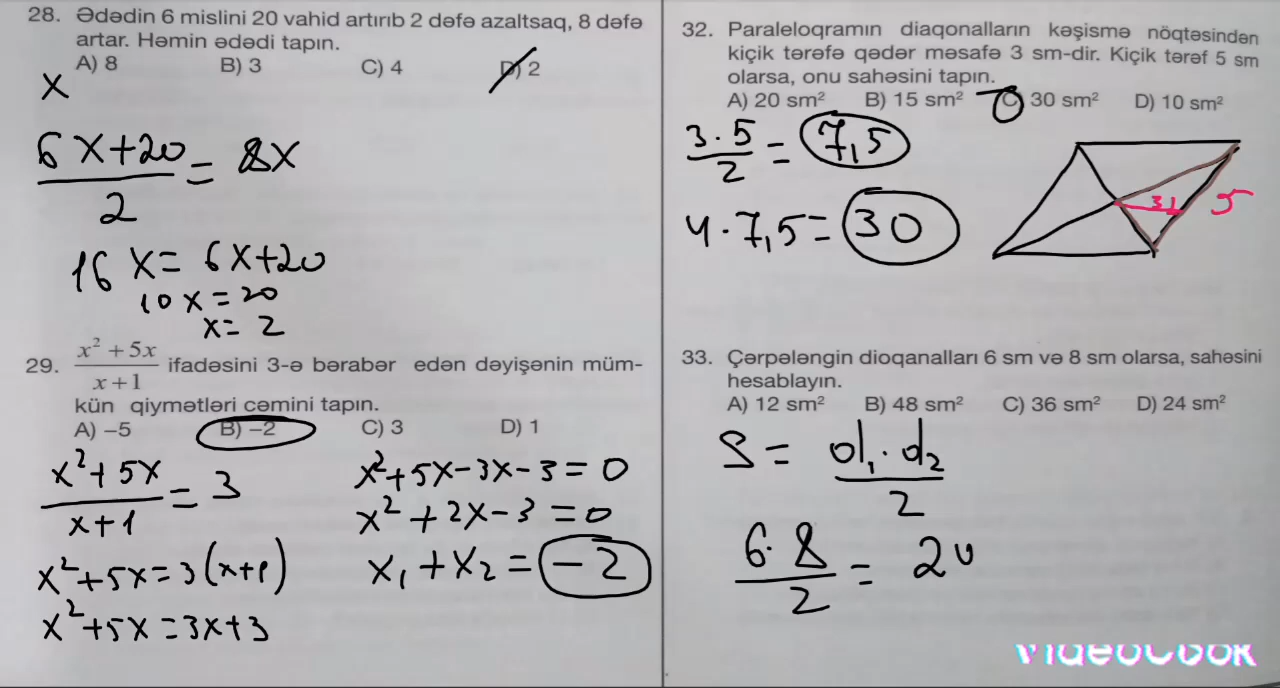 28. Ədədin 6 mislini 20 vahid artırıb 2 dəfə azaltsaq, 8 dəfə
artar. Həmin ədədi tapın.
A) 8 B) 3 C) 4 D) 2
x
6x+20
= 8x
2
16x = 6x+20
10x = 20
x = 2
29. x² + 5x
ifadəsini 3-ə bərabər edən dəyişənin müm-
x + 1
kün qiymətləri cəmini tapın.
A) –5 B) –2 C) 3 D) 1
x²+5x
= 3
x+1
x²+5x=3(x+1)
x²+5x=3x+3
x²+5x-3x-3=0
x²+2x-3=0
x₁+x₂=-2
32. Paraleloqramın diaqonalların kəşismə nöqtəsindən
kiçik tərəfə qədər məsafə 3 sm-dir. Kiçik tərəf 5 sm
olarsa, onu sahəsini tapın.
A) 20 sm² B) 15 sm² C) 30 sm² D) 10 sm²
3·5
= 7,5
2
4·7,5=30
3
5
33. Çərpələngin dioqanalları 6 sm və 8 sm olarsa, sahəsini
hesablayın.
A) 12 sm² B) 48 sm² C) 36 sm² D) 24 sm²
S = d₁·d₂
2
6·8
= 24
2
VIDEOCOOK